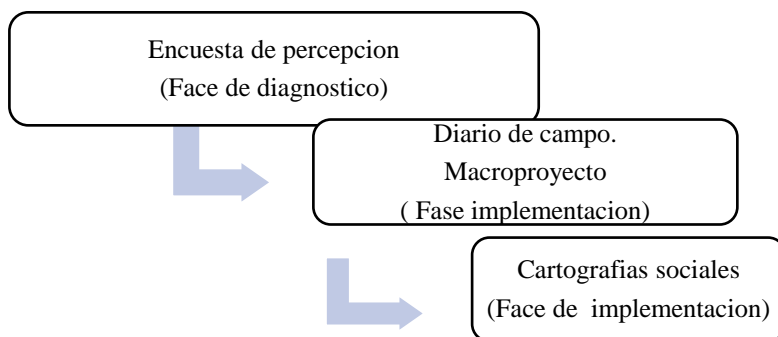 Encuesta de percepcion
(Face de diagnostico)
Diario de campo.
Macroproyecto
( Fase implementacion)
Cartografias sociales
(Face de implementacion)